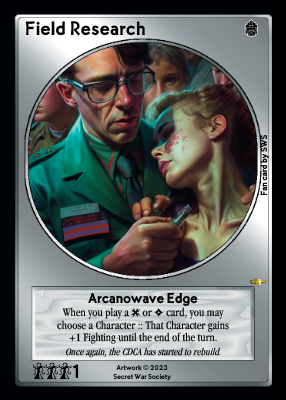 Field Research
Fan card by SWS
Arcanowave Edge
When you play a or card, you may
choose a Character :: That Character gains
+1 Fighting until the end of the turn.
Once again, the CDCA has started to rebuild.
1
Artwork © 2023
Secret War Society